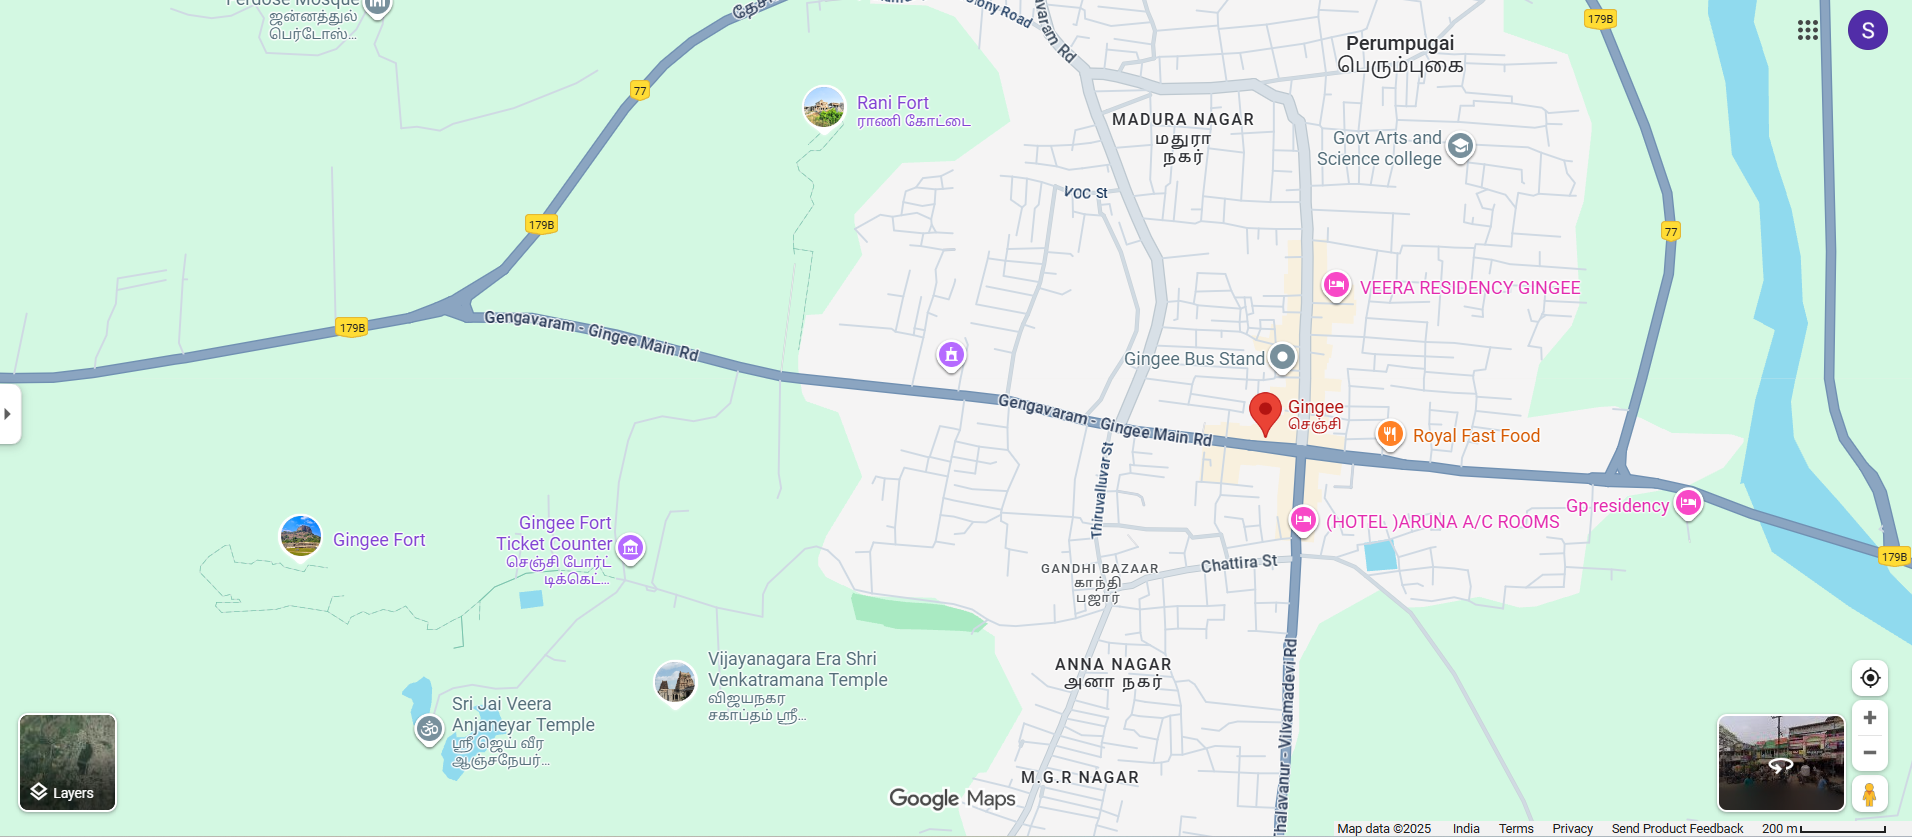 Perdose Mosque
ஜன்னத்துல்
பெர்டோஸ்...
Colony Road
77
179B
179B
Perumpugai
பெரும்புகை
S
Rani Fort
ராணி கோட்டை
MADURA NAGAR
மதுரா
நகர்
Govt Arts and
Science college
VOC St
179B
77
VEERA RESIDENCY GINGEE
179B
Gengavaram - Gingee Main Rd
Gingee Bus Stand
Gengavaram - Gingee Main Rd
Gingee
செஞ்சி
Royal Fast Food
Thiruvalluvar St
Gp residency
(HOTEL )ARUNA A/C ROOMS
Gingee Fort
Gingee Fort
Ticket Counter
செஞ்சி போர்ட்
டிக்கெட்...
179B
Chattira St
GANDHI BAZAAR
காந்தி
பஜார்
Vijayanagara Era Shri
Venkatramana Temple
விஜயநகர
சகாப்தம் ஸ்ரீ...
ANNA NAGAR
அனா நகர்
Sri Jai Veera
Anjaneyar Temple
ஸ்ரீ ஜெய் வீர
ஆஞ்சநேயர்...
Thalavanur - Vilvamadevi Rd
M.G.R NAGAR
Layers
Google Maps
Map data ©2025 India Terms Privacy Send Product Feedback 200 m